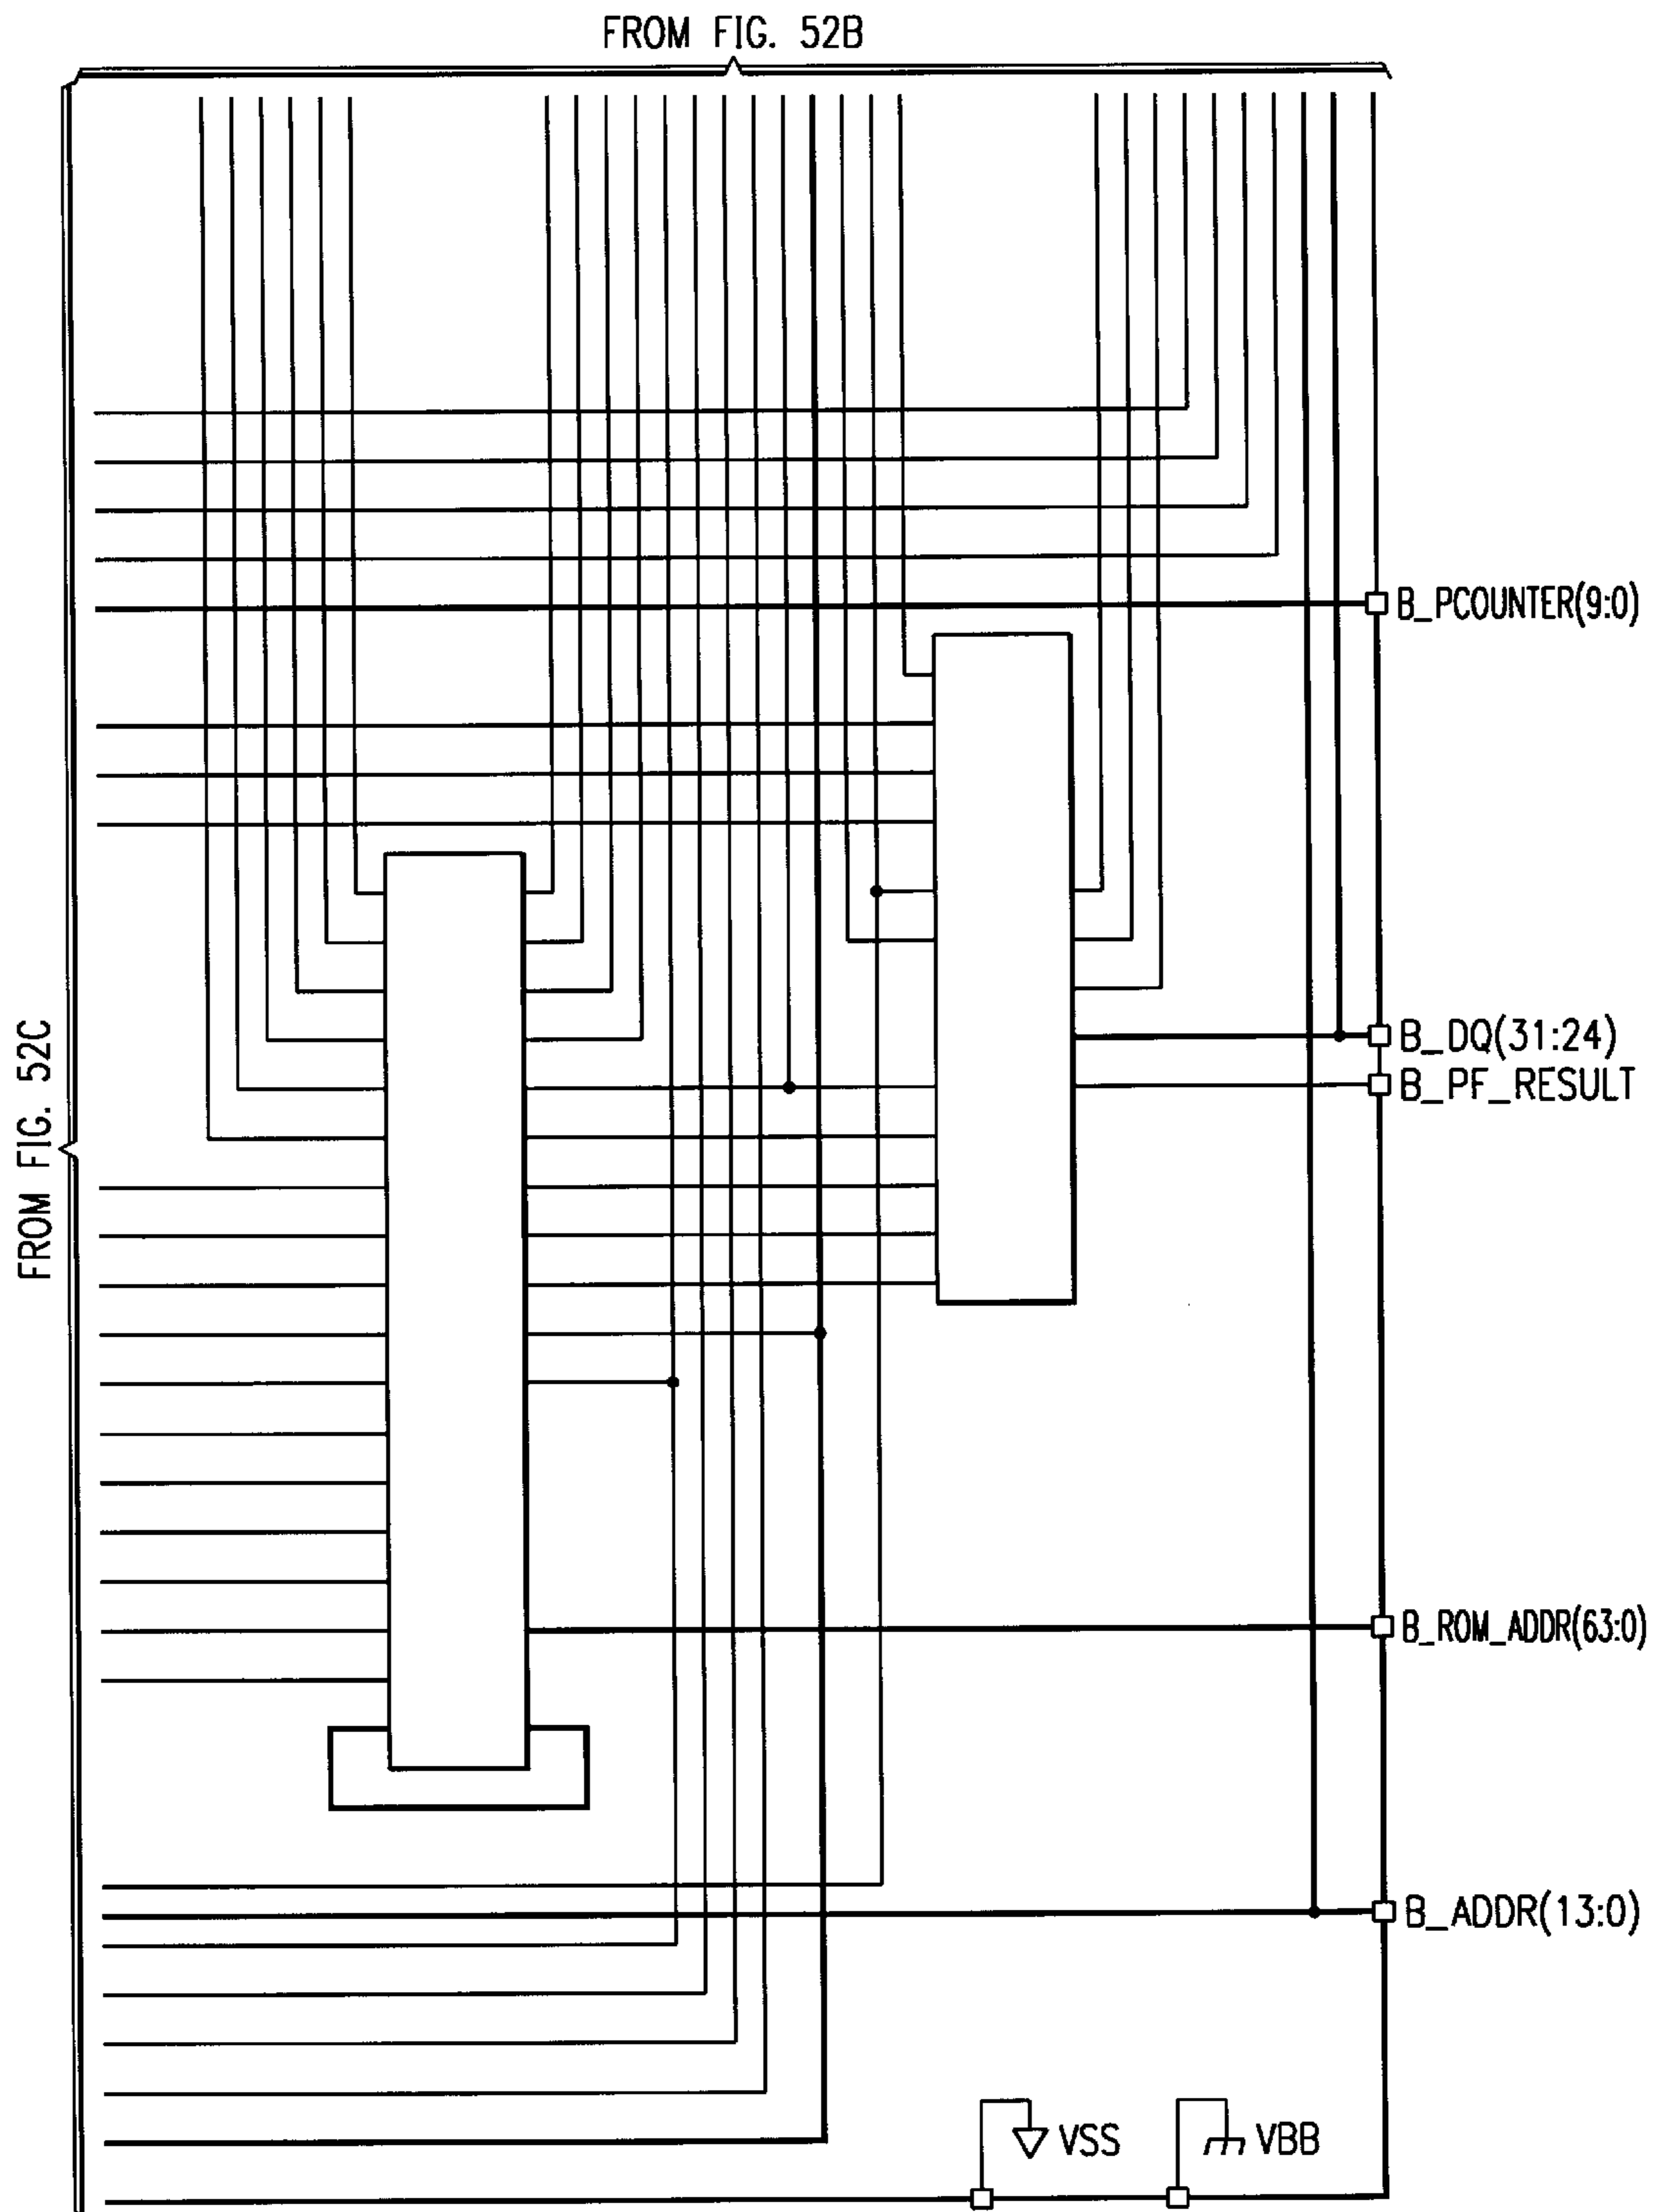 FROM FIG. 52B
B_PCOUNTER(9:0)
FROM FIG. 52C
B_DQ(31:24)
B_PF_RESULT
B_ROM_ADDR(63:0)
B_ADDR(13:0)
VSS
VBB